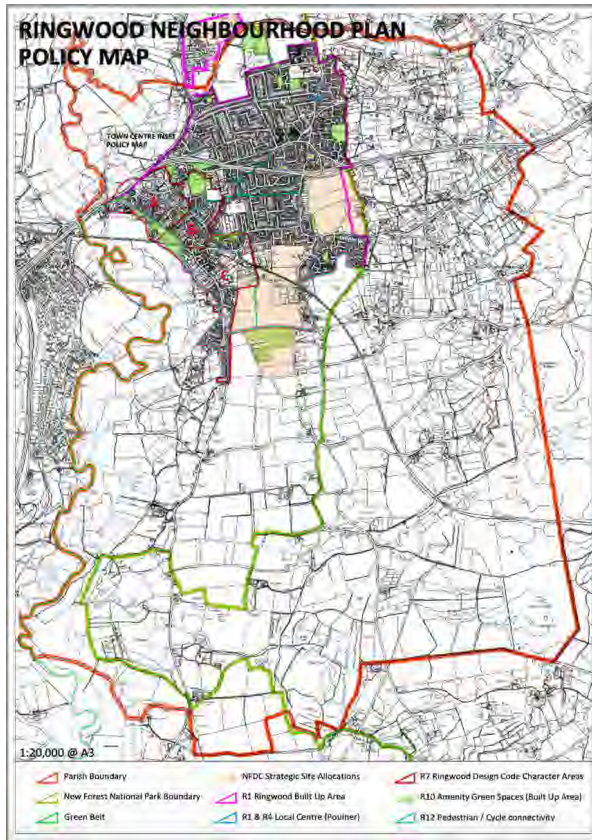 RINGWOOD NEIGHBOURHOOD PLAN
POLICY MAP
TOWN CENTRE INSET
POLICY MAP
1:20,000 @ A3
Parish Boundary
NFDC Strategic Site Allocations
R7 Ringwood Design Code Character Areas
New Forest National Park Boundary
R1 Ringwood Built Up Area
R10 Amenity Green Spaces (Built Up Area)
Green Belt
R1 & R4 Local Centre (Poulner)
R12 Pedestrian / Cycle connectivity